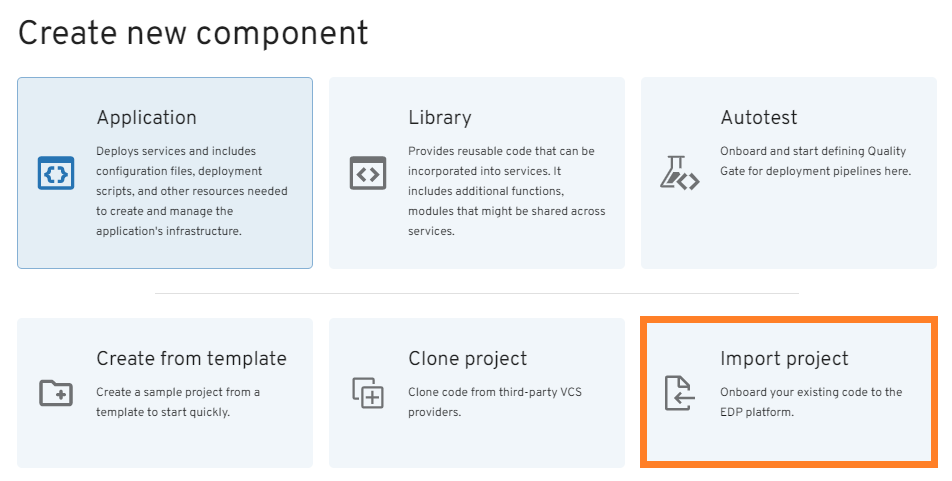 Create new component
Application
Deploys services and includes
configuration files, deployment
scripts, and other resources needed
to create and manage the
application's infrastructure.
Library
Provides reusable code that can be
incorporated into services. It
includes additional functions,
modules that might be shared across
services.
Autotest
Onboard and start defining Quality
Gate for deployment pipelines here.
Create from template
Create a sample project from a
template to start quickly.
Clone project
Clone code from third-party VCS
providers.
Import project
Onboard your existing code to the
EDP platform.